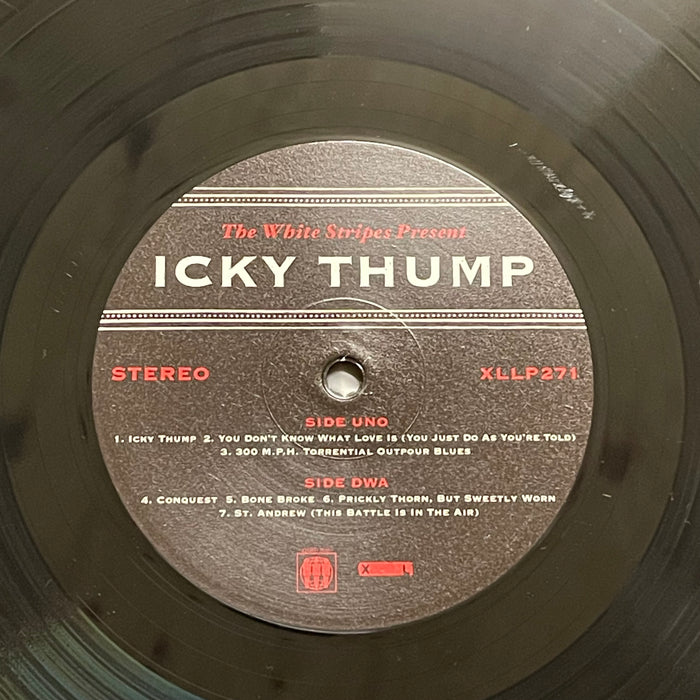 The White Stripes Present
ICKY THUMP
STEREO
XLLP271
SIDE UNO
1. Icky Thump 2. You Don't Know What Love Is (You Just Do As You're Told)
3. 300 M.P.H. Torrential Outpour Blues
SIDE DWA
4. Conquest 5. Bone Broke 6. Prickly Thorn, But Sweetly Worn
7. St. Andrew (This Battle Is In The Air)
X L